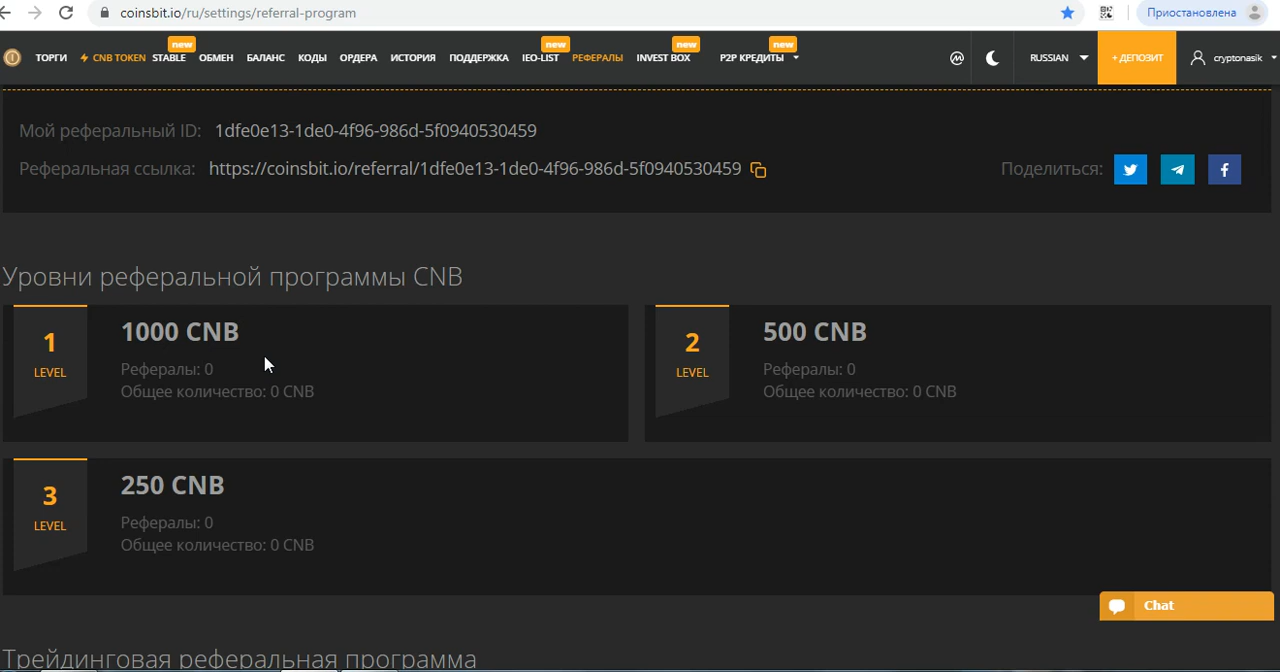 coinsbit.io/ru/settings/referral-program
Приостановлена
ТОРГИ
CNB TOKEN
new
STABLE
ОБМЕН
БАЛАНС
КОДЫ
ОРДЕРА
ИСТОРИЯ
ПОДДЕРЖКА
new
IEO-LIST
РЕФЕРАЛЫ
new
INVEST BOX
new
P2P КРЕДИТЫ
RUSSIAN
+ ДЕПОЗИТ
cryptonasik
Мой реферальный ID: 1dfe0e13-1de0-4f96-986d-5f0940530459
Реферальная ссылка: https://coinsbit.io/referral/1dfe0e13-1de0-4f96-986d-5f0940530459
Поделиться:
Уровни реферальной программы CNB
1
LEVEL
1000 CNB
Рефералы: 0
Общее количество: 0 CNB
2
LEVEL
500 CNB
Рефералы: 0
Общее количество: 0 CNB
3
LEVEL
250 CNB
Рефералы: 0
Общее количество: 0 CNB
Chat
Трейдинговая реферальная программа